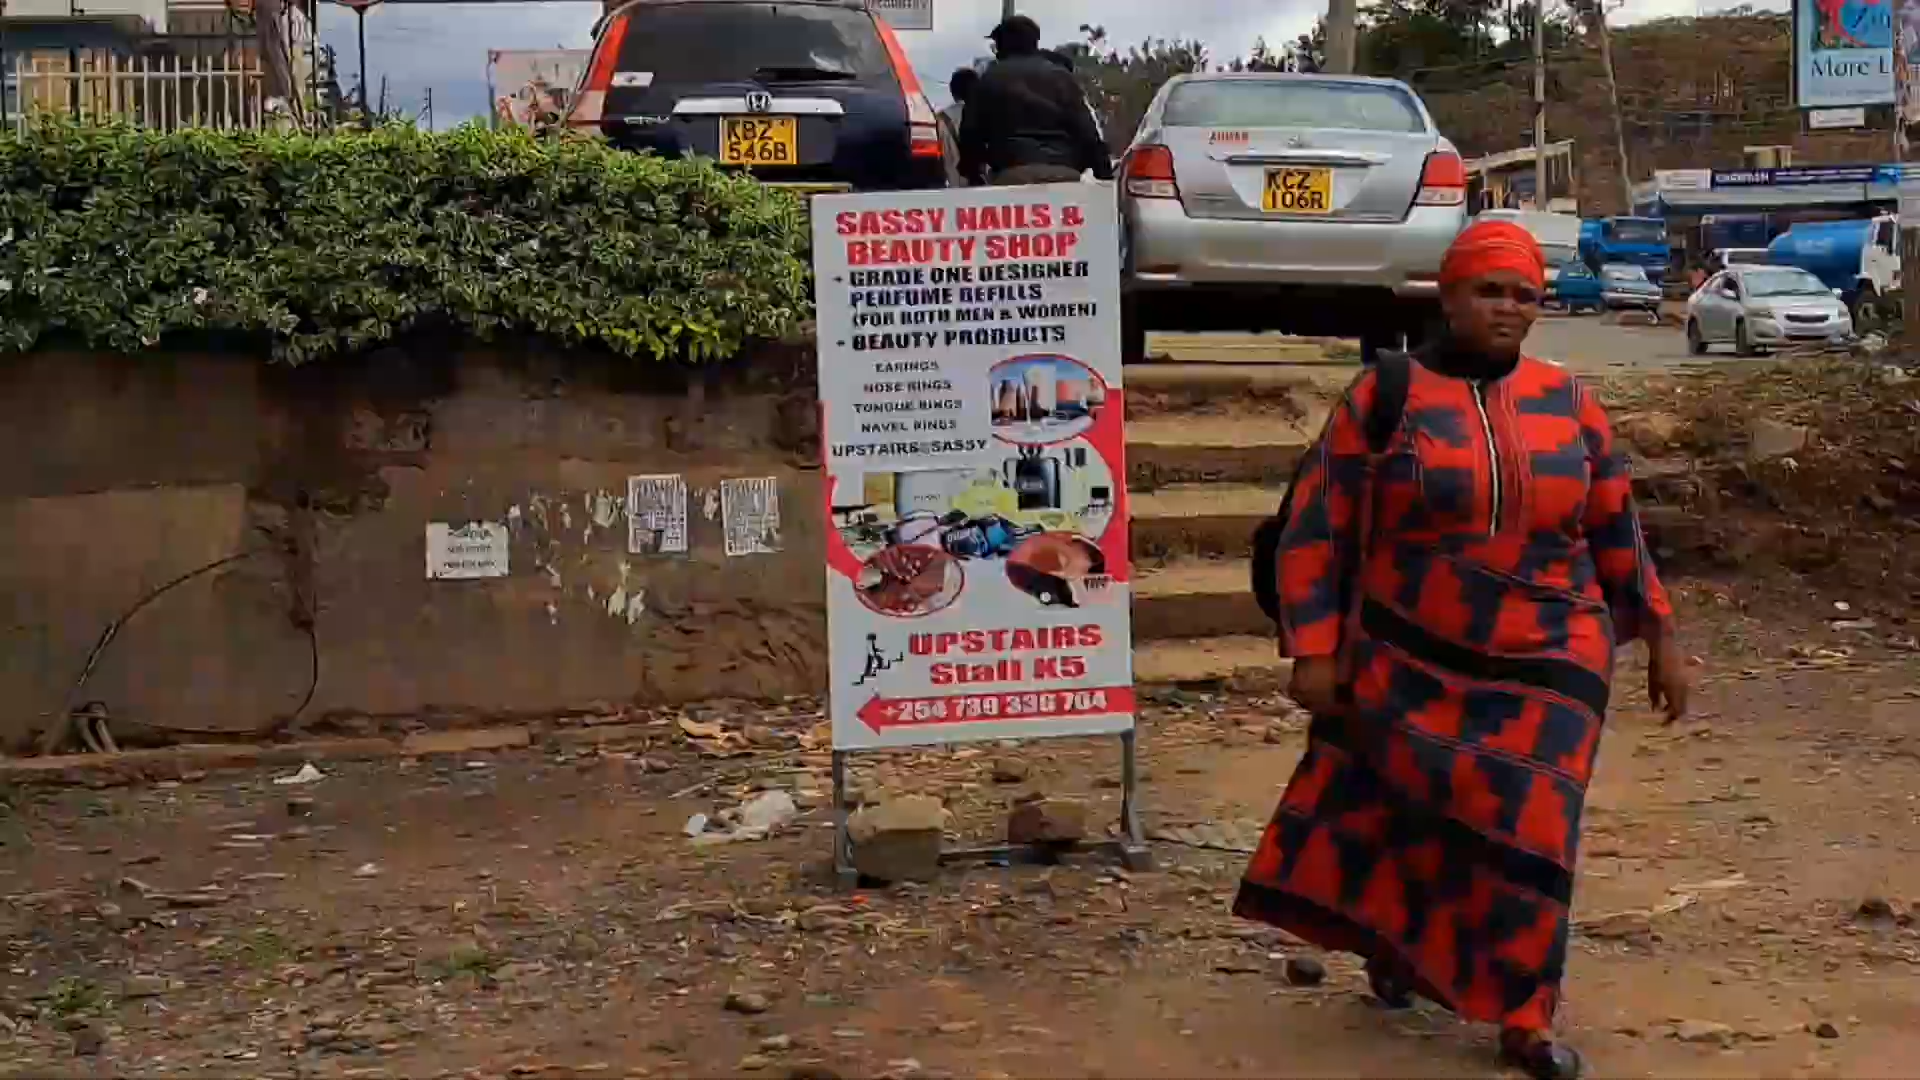 KBZ
546B
KCZ
106R
More L
SASSY NAILS &
BEAUTY SHOP
• GRADE ONE DESIGNER
PERFUME REFILLS
(FOR BOTH MEN & WOMEN)
• BEAUTY PRODUCTS
EARINGS
NOSE RINGS
TONGUE RINGS
NAVEL RINGS
UPSTAIRS@SASSY
UPSTAIRS
Stall K5
+254 739 336 704